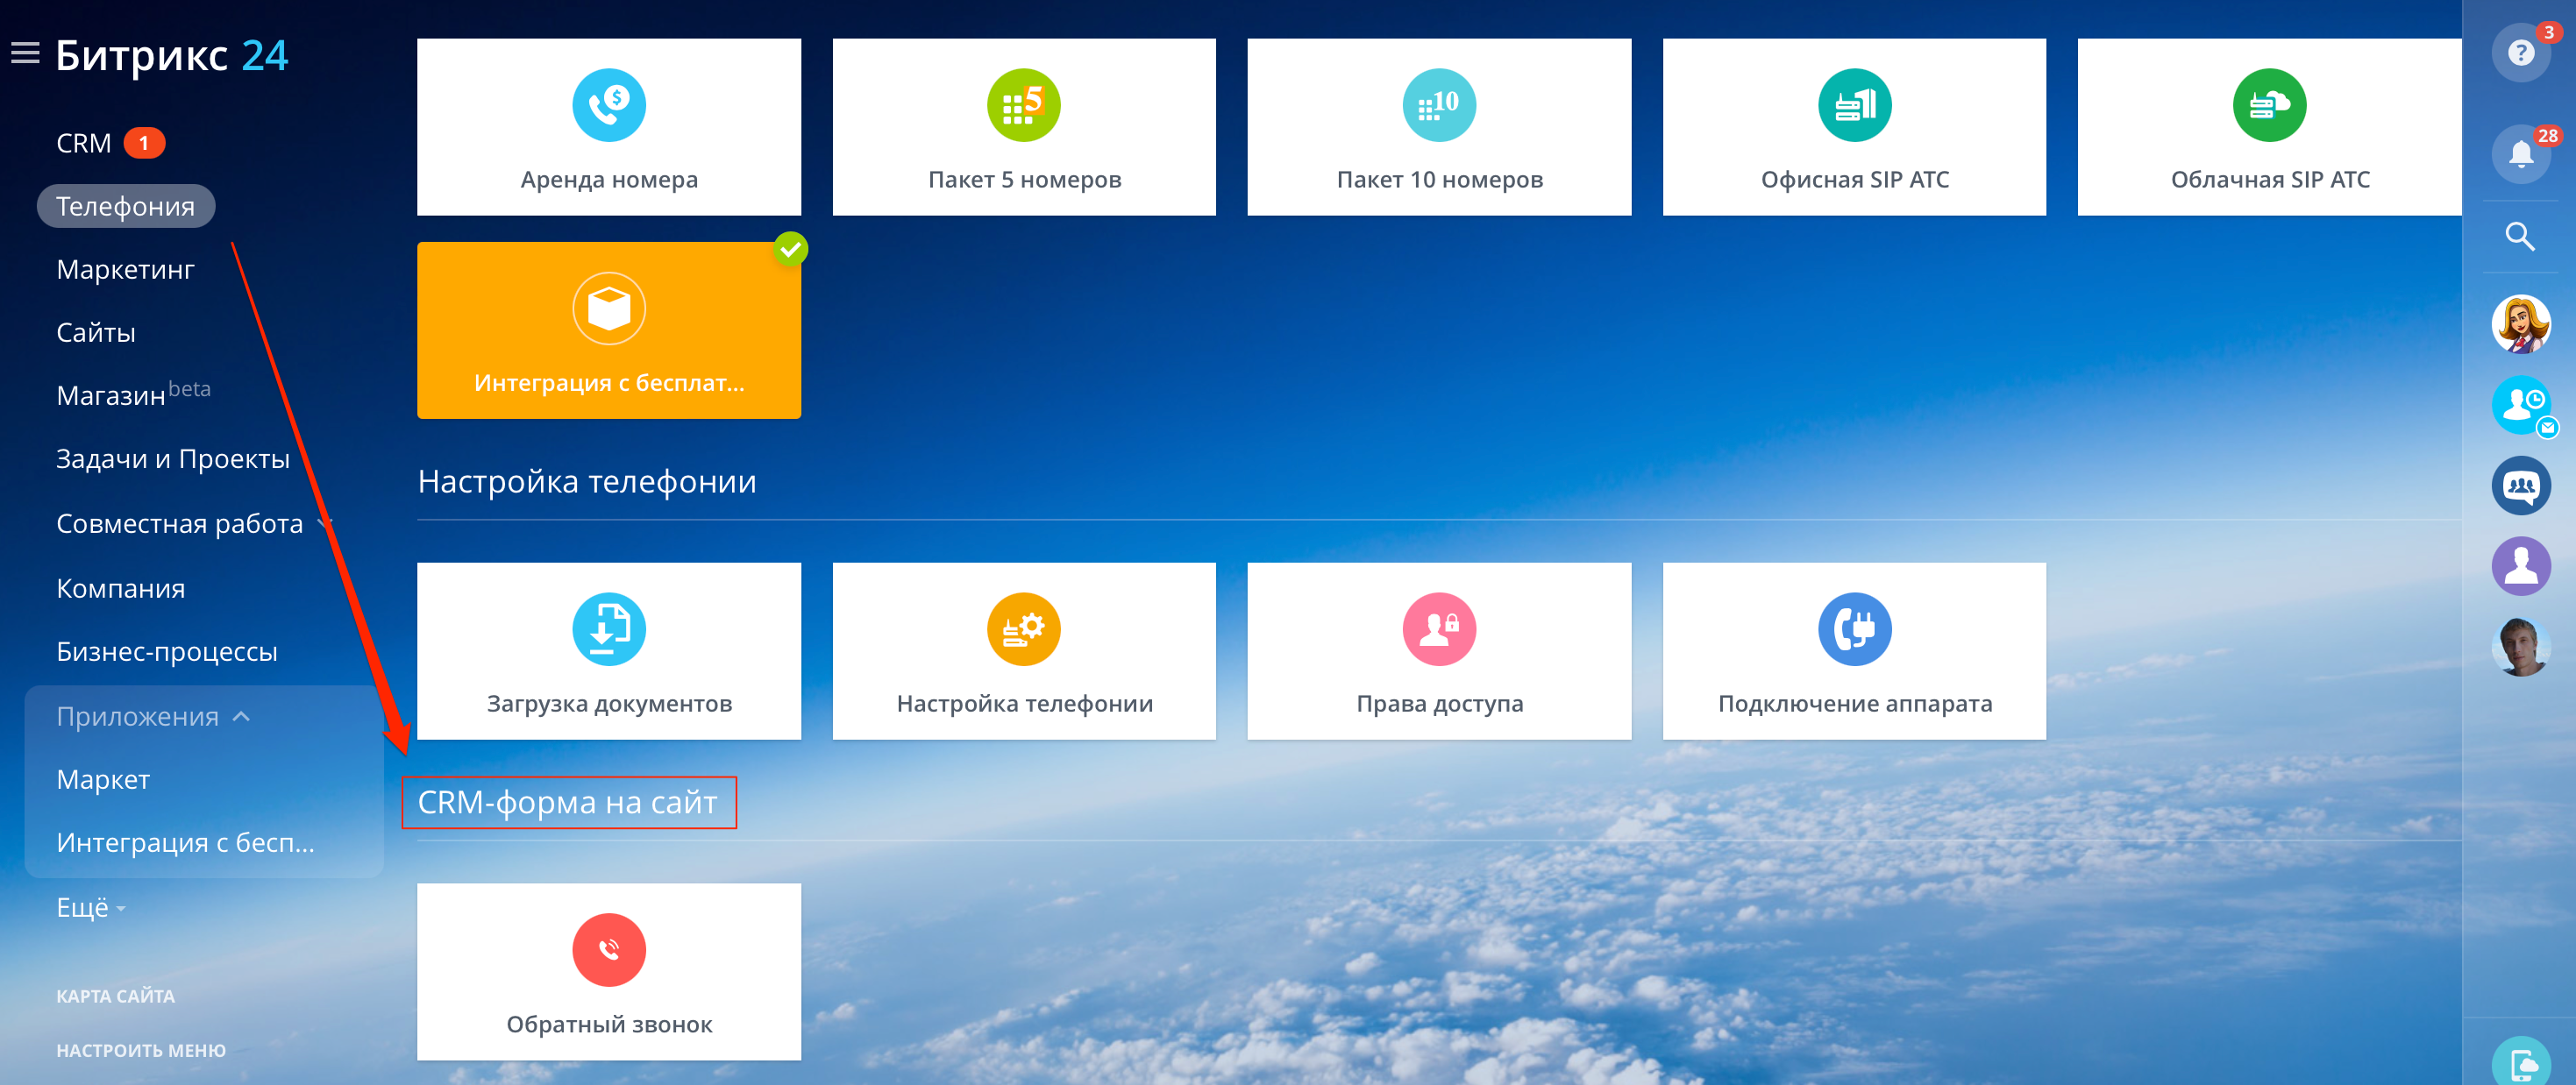 Битрикс 24
CRM 1
Телефония
Маркетинг
Сайты
Магазин beta
Задачи и Проекты
Совместная работа
Компания
Бизнес-процессы
Приложения
Маркет
Интеграция с бесп...
Ещё
КАРТА САЙТА
НАСТРОИТЬ МЕНЮ
$
Аренда номера
5
Пакет 5 номеров
10
Пакет 10 номеров
Офисная SIP АТС
Облачная SIP АТС
Интеграция с бесплат...
Настройка телефонии
Загрузка документов
Настройка телефонии
Права доступа
Подключение аппарата
CRM-форма на сайт
Обратный звонок
? 3
28